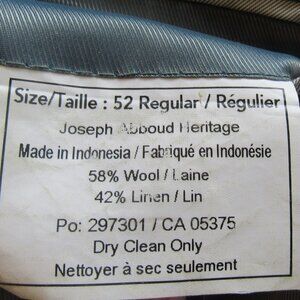 Size/Taille : 52 Regular / Régulier
Joseph Abboud Heritage
Made in Indonesia / Fabriqué en Indonésie
58% Wool / Laine
42% Linen / Lin
Po: 297301 / CA 05375
Dry Clean Only
Nettoyer à sec seulement